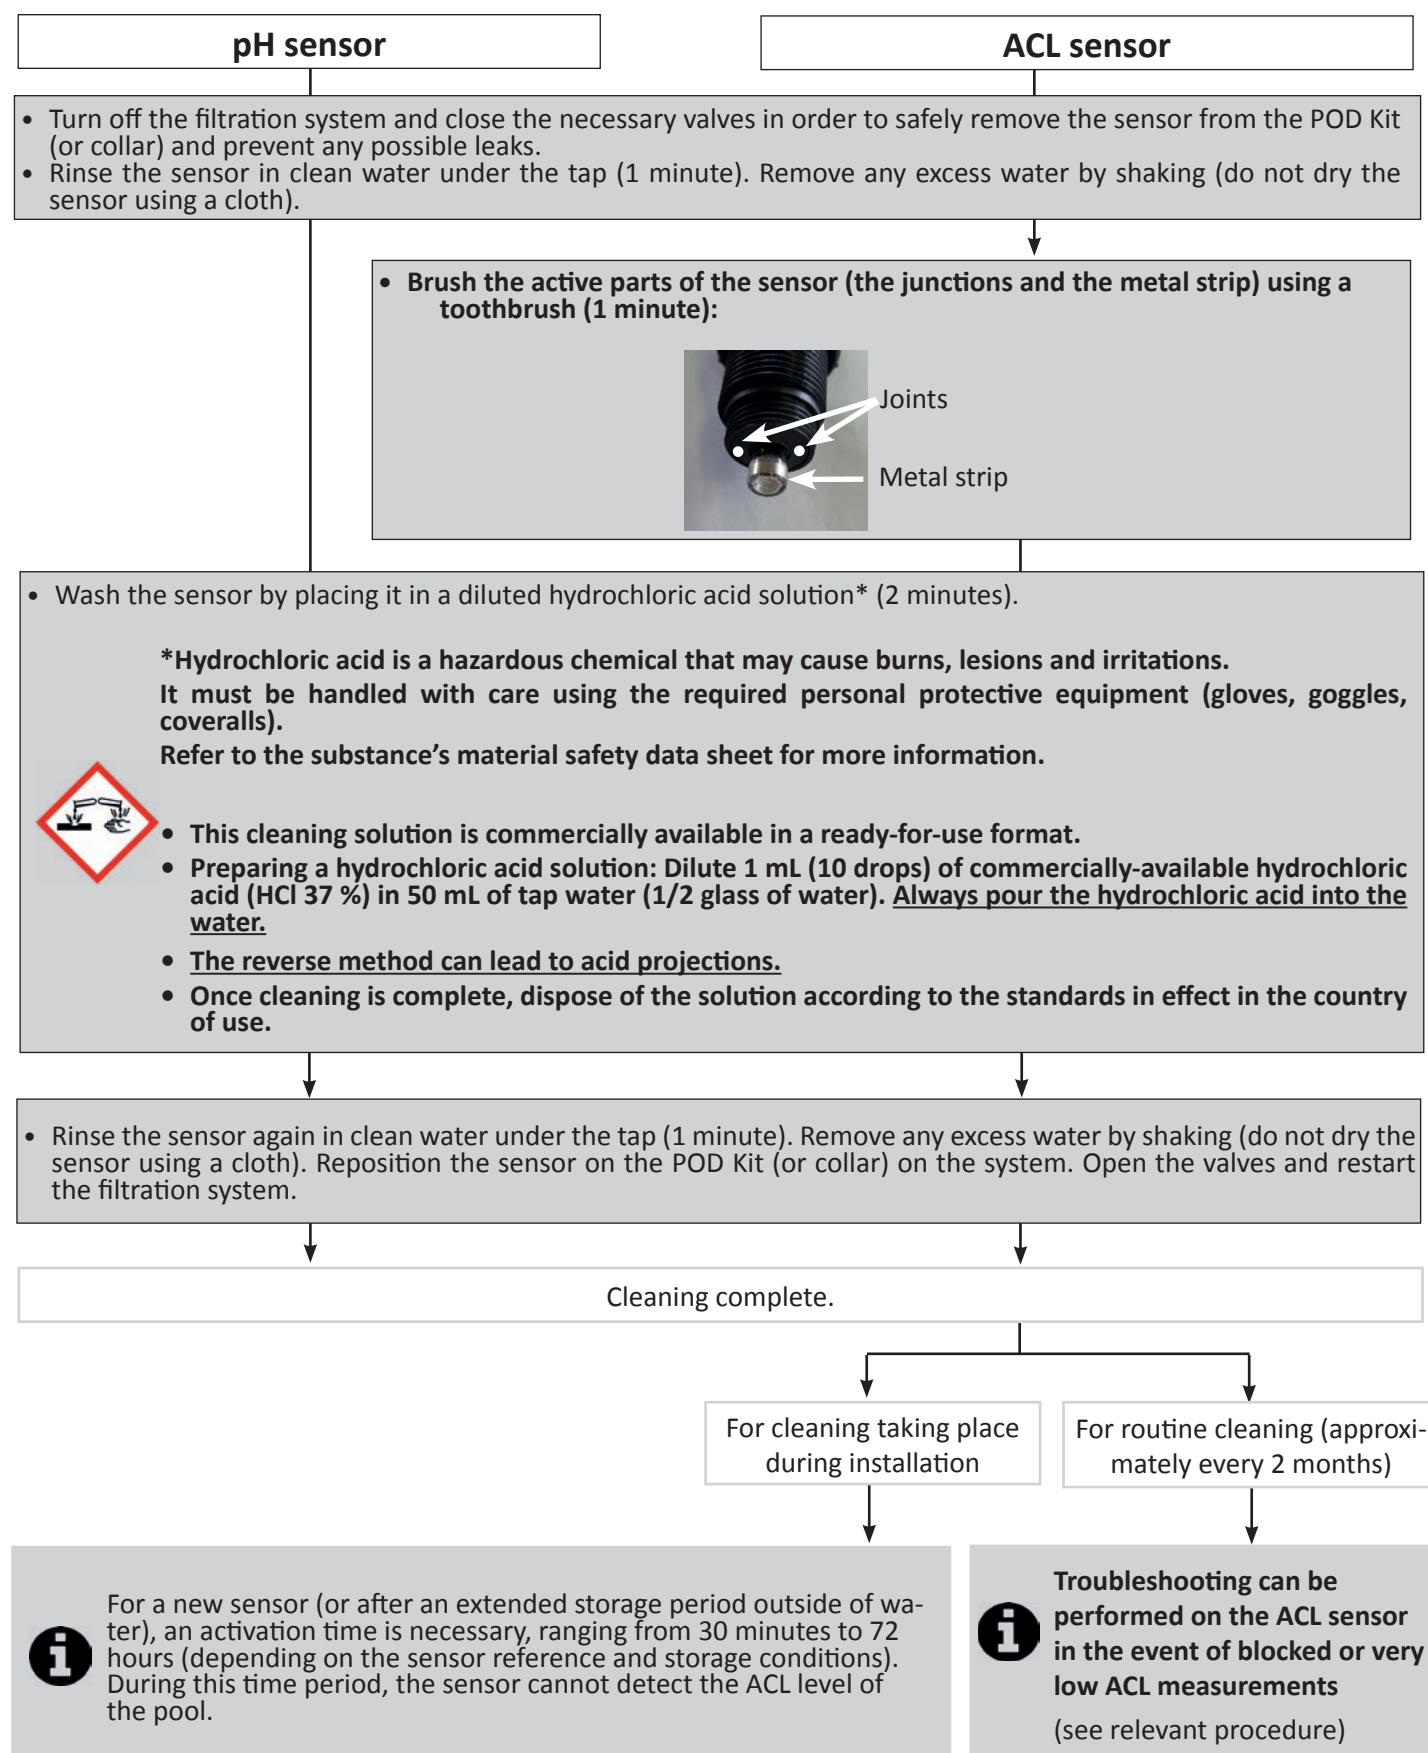 pH sensor
ACL sensor
• Turn off the filtration system and close the necessary valves in order to safely remove the sensor from the POD Kit
(or collar) and prevent any possible leaks.
• Rinse the sensor in clean water under the tap (1 minute). Remove any excess water by shaking (do not dry the
sensor using a cloth).
• Brush the active parts of the sensor (the junctions and the metal strip) using a
toothbrush (1 minute):
Joints
Metal strip
• Wash the sensor by placing it in a diluted hydrochloric acid solution* (2 minutes).
*Hydrochloric acid is a hazardous chemical that may cause burns, lesions and irritations.
It must be handled with care using the required personal protective equipment (gloves, goggles,
coveralls).
Refer to the substance’s material safety data sheet for more information.
• This cleaning solution is commercially available in a ready-for-use format.
• Preparing a hydrochloric acid solution: Dilute 1 mL (10 drops) of commercially-available hydrochloric
acid (HCl 37 %) in 50 mL of tap water (1/2 glass of water). Always pour the hydrochloric acid into the
water.
• The reverse method can lead to acid projections.
• Once cleaning is complete, dispose of the solution according to the standards in effect in the country
of use.
• Rinse the sensor again in clean water under the tap (1 minute). Remove any excess water by shaking (do not dry the
sensor using a cloth). Reposition the sensor on the POD Kit (or collar) on the system. Open the valves and restart
the filtration system.
Cleaning complete.
For cleaning taking place
during installation
For routine cleaning (approxi-
mately every 2 months)
For a new sensor (or after an extended storage period outside of wa-
ter), an activation time is necessary, ranging from 30 minutes to 72
hours (depending on the sensor reference and storage conditions).
During this time period, the sensor cannot detect the ACL level of
the pool.
Troubleshooting can be
performed on the ACL sensor
in the event of blocked or very
low ACL measurements
(see relevant procedure)